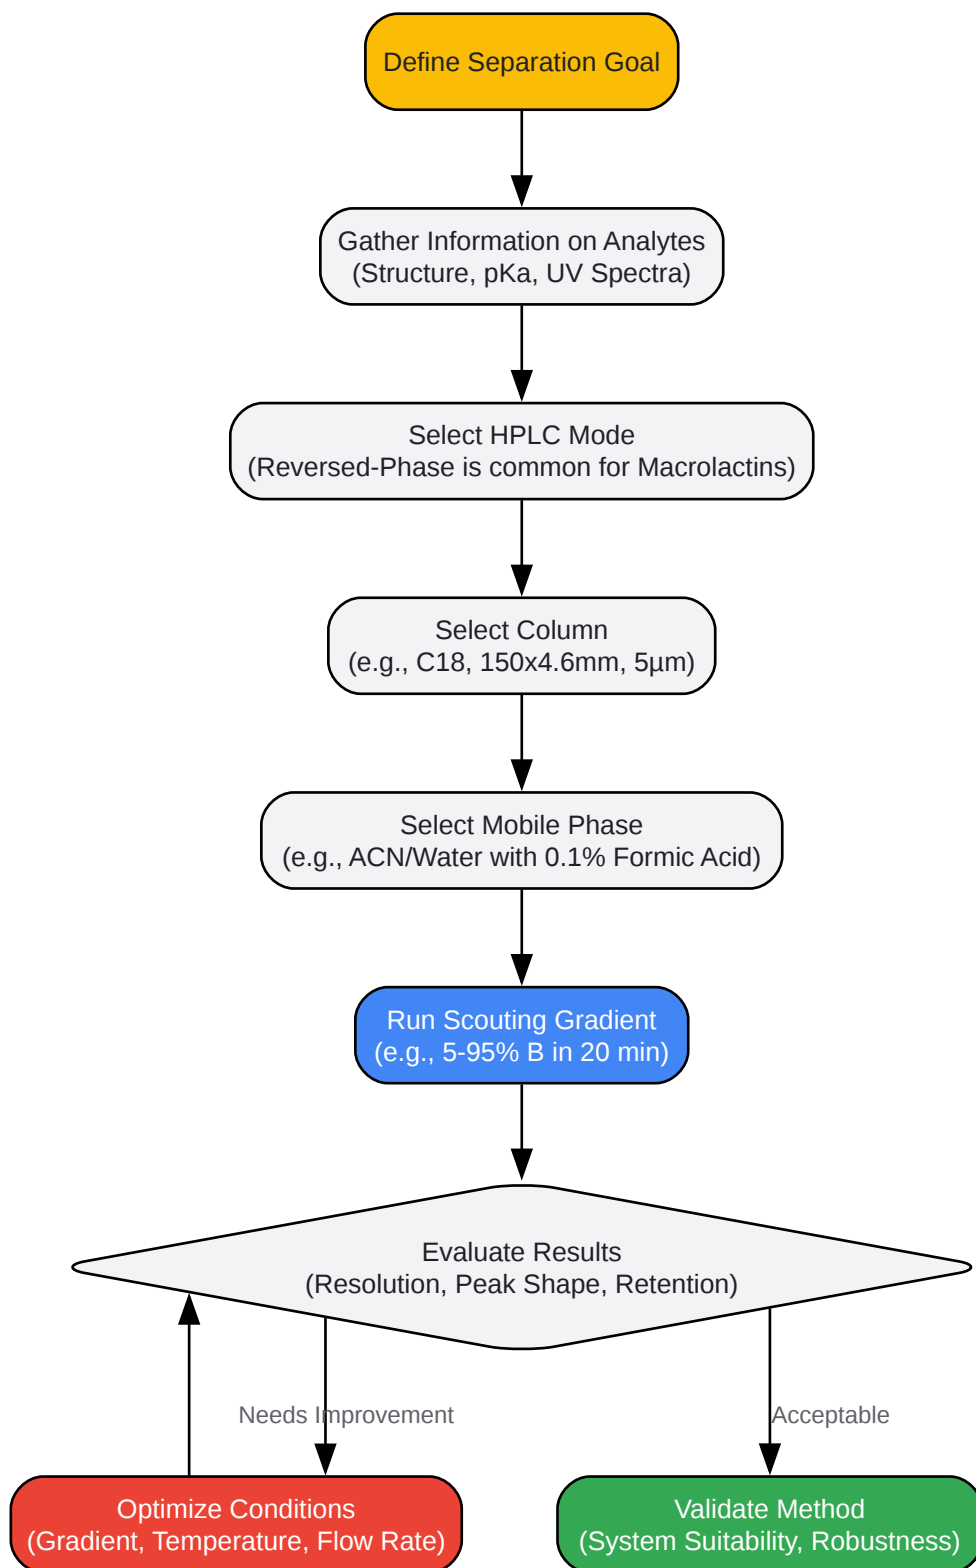 Define Separation Goal
Gather Information on Analytes
(Structure, pKa, UV Spectra)
Select HPLC Mode
(Reversed-Phase is common for Macrolactins)
Select Column
(e.g., C18, 150x4.6mm, 5µm)
Select Mobile Phase
(e.g., ACN/Water with 0.1% Formic Acid)
Run Scouting Gradient
(e.g., 5-95% B in 20 min)
Evaluate Results
(Resolution, Peak Shape, Retention)
Needs Improvement
Acceptable
Optimize Conditions
(Gradient, Temperature, Flow Rate)
Validate Method
(System Suitability, Robustness)